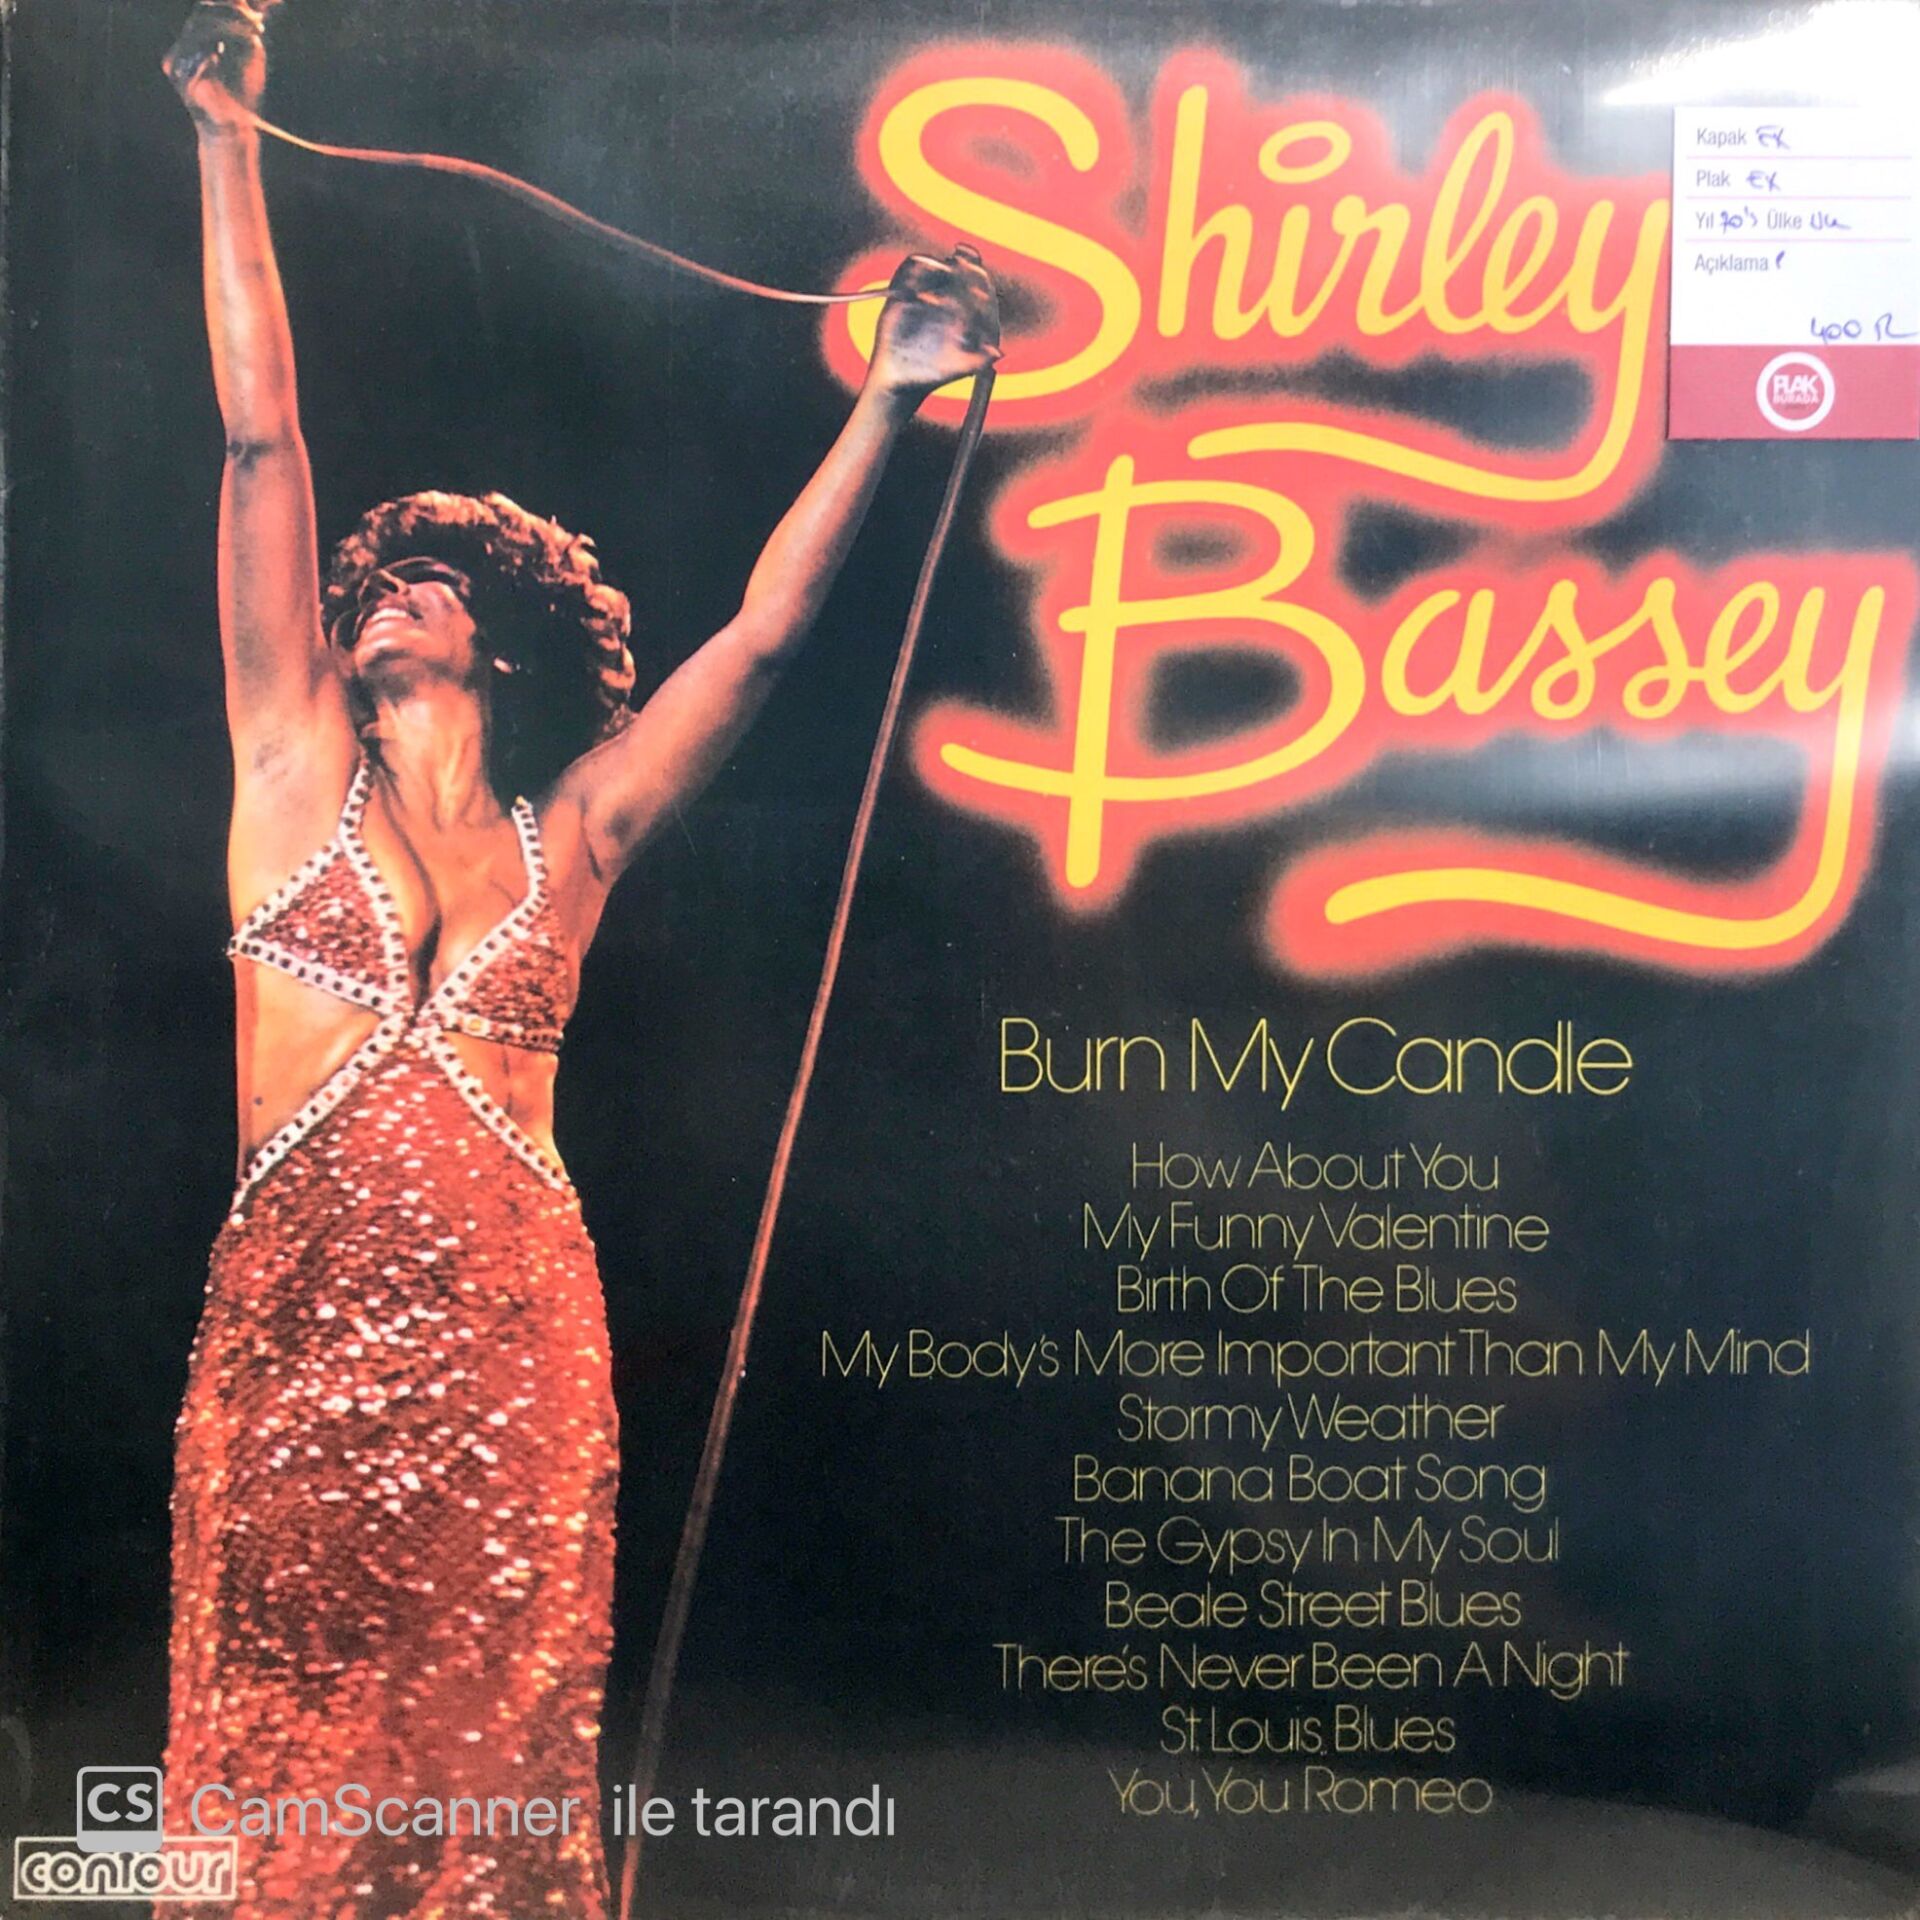 Shirley
Bassey
Kapak EX
Plak EX
Yıl 70's Ülke UK
Açıklama
400 TL
PLAK
BURADA
Burn My Candle
How About You
My Funny Valentine
Birth Of The Blues
My Body's More Important Than My Mind
Stormy Weather
Banana Boat Song
The Gypsy In My Soul
Beale Street Blues
There's Never Been A Night
St. Louis Blues
You, You Romeo
CS CamScanner ile tarandı
contour